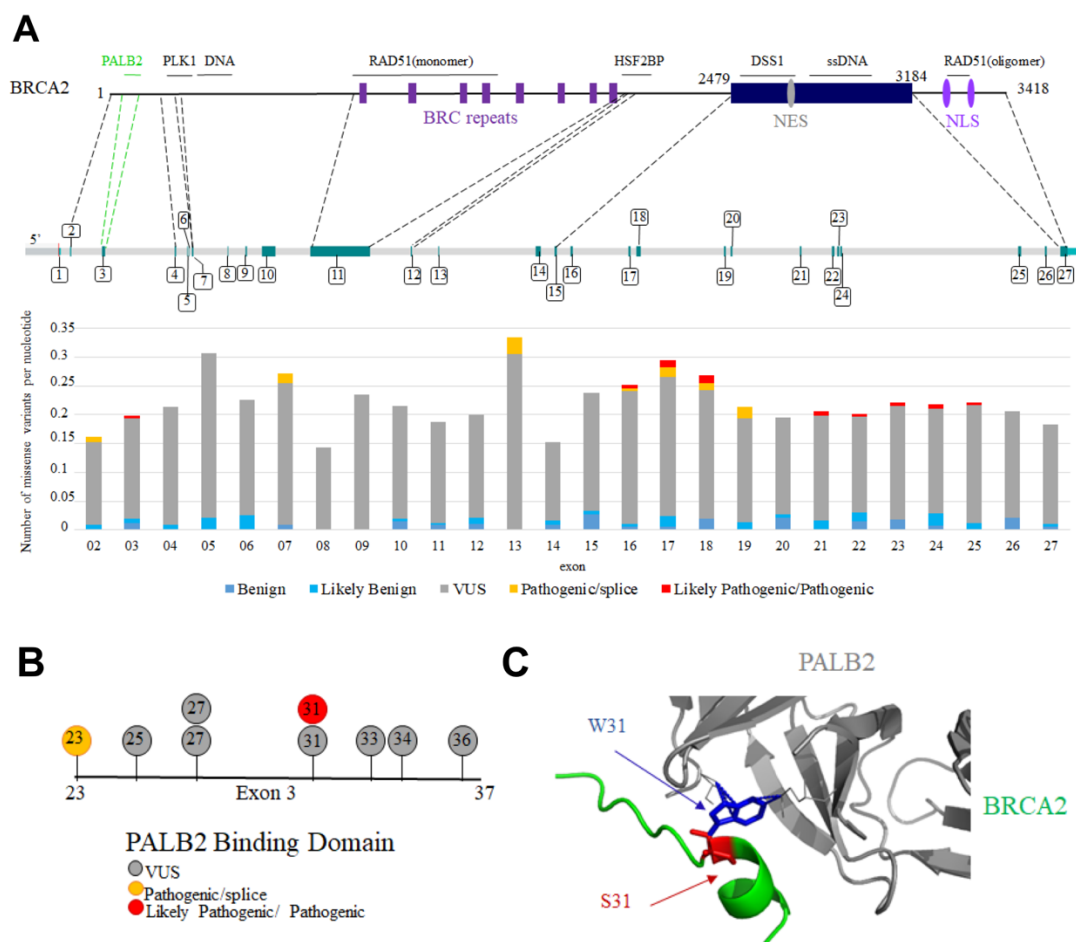 A
PALB2 PLK1 DNA RAD51(monomer) HSF2BP DSS1 ssDNA RAD51(oligomer)
BRCA2 1 2479 3184 3418
BRC repeats NES NLS
5'
2 6 18 20 23
1 3 4 5 7 8 9 10 11 12 13 14 15 16 17 19 21 22 24 25 26 27
Number of missense variants per nucleotide
0.35
0.3
0.25
0.2
0.15
0.1
0.05
0
02 03 04 05 06 07 08 09 10 11 12 13 14 15 16 17 18 19 20 21 22 23 24 25 26 27
exon
Benign Likely Benign VUS Pathogenic/splice Likely Pathogenic/Pathogenic
B
27 31
23 25 27 31 33 34 36
23 Exon 3 37
PALB2 Binding Domain
VUS
Pathogenic/splice
Likely Pathogenic/ Pathogenic
C
PALB2
W31
BRCA2
S31